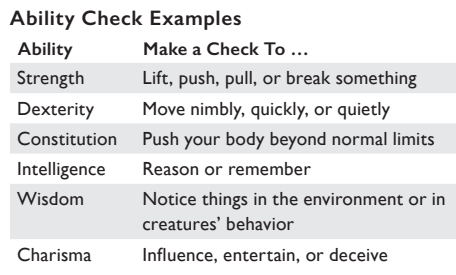 Ability Check Examples
Ability Make a Check To …
Strength Lift, push, pull, or break something
Dexterity Move nimbly, quickly, or quietly
Constitution Push your body beyond normal limits
Intelligence Reason or remember
Wisdom Notice things in the environment or in
creatures’ behavior
Charisma Influence, entertain, or deceive